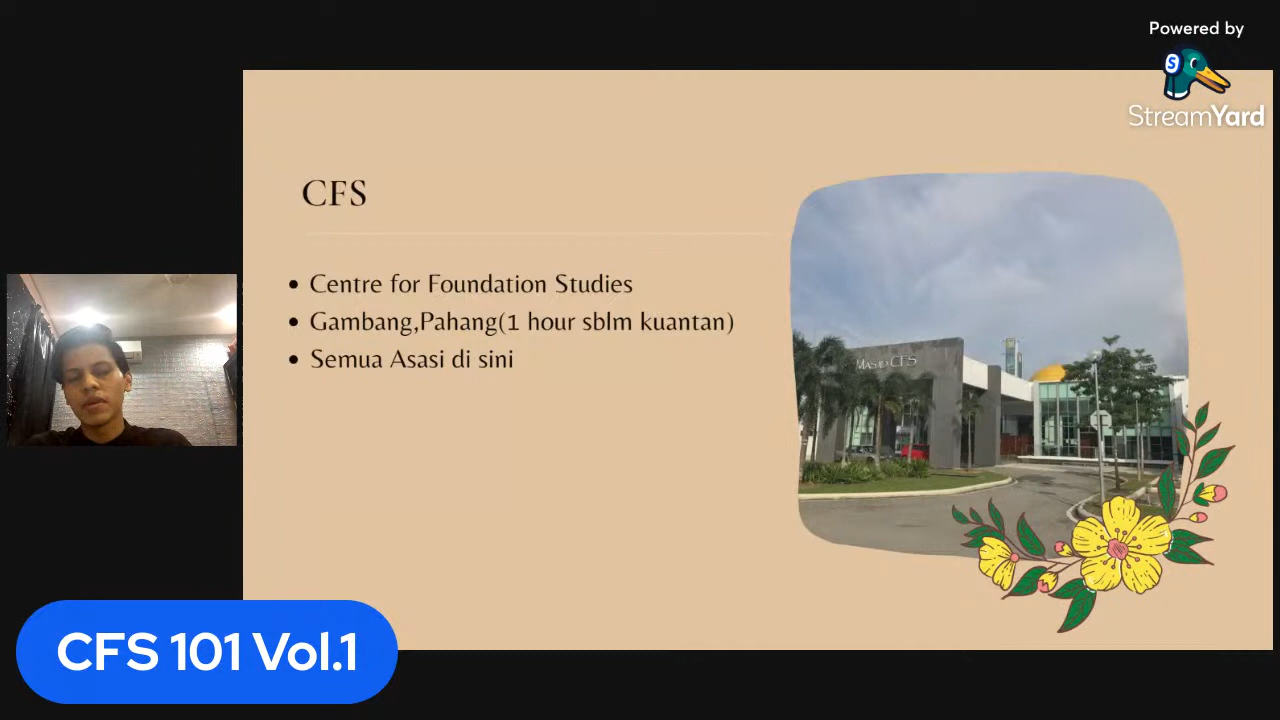 Powered by
StreamYard
CFS
Centre for Foundation Studies
Gambang,Pahang(1 hour sblm kuantan)
Semua Asasi di sini
MASJID CFS
CFS 101 Vol.1